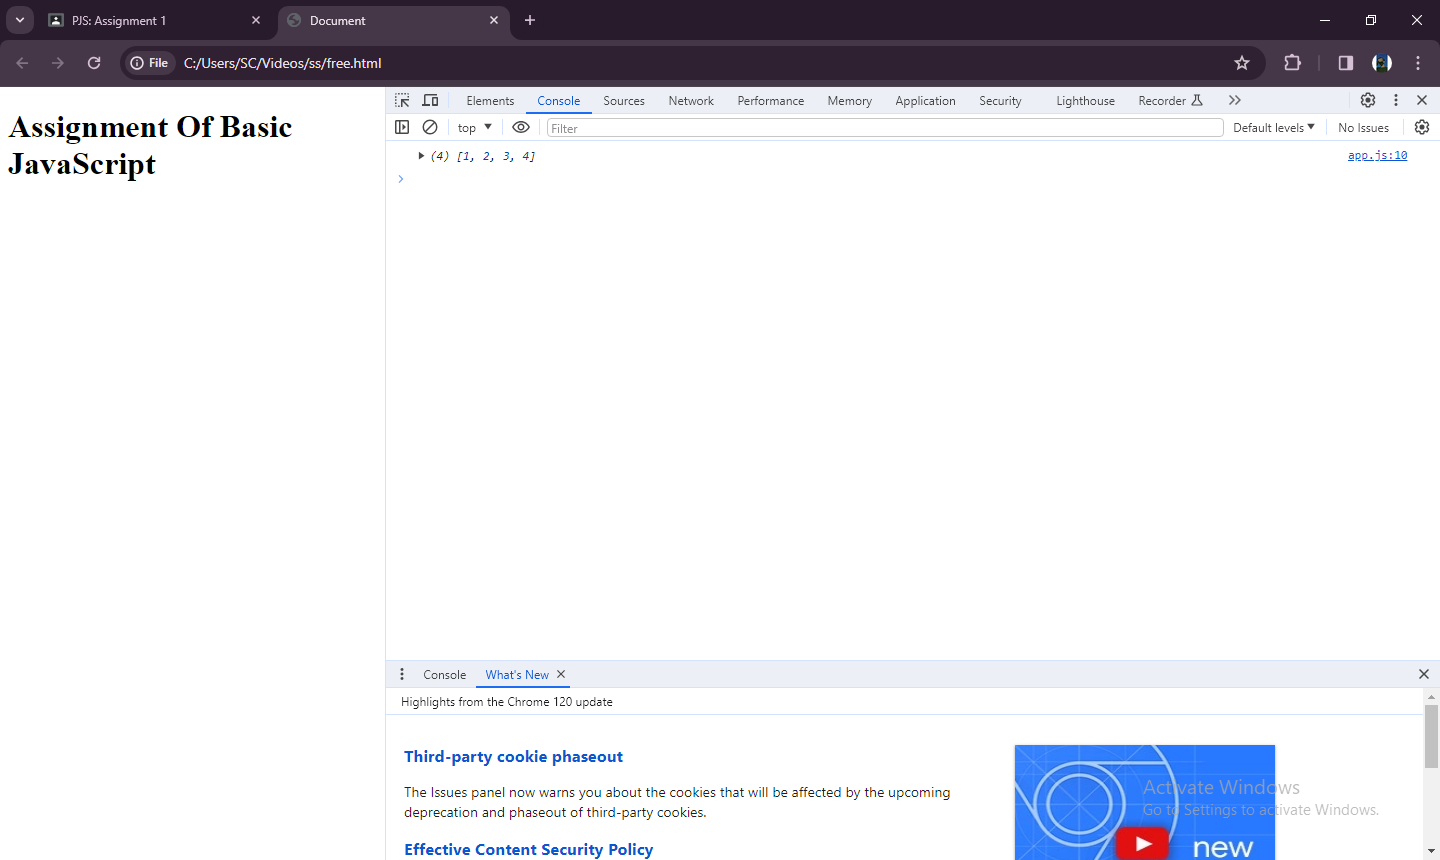 PJS: Assignment 1
Document
File
C:/Users/SC/Videos/ss/free.html
Assignment Of Basic
JavaScript
Elements Console Sources Network Performance Memory Application Security Lighthouse Recorder
top Filter Default levels No Issues
(4) [1, 2, 3, 4] app.js:10
Console What's New
Highlights from the Chrome 120 update
Third-party cookie phaseout
The Issues panel now warns you about the cookies that will be affected by the upcoming
deprecation and phaseout of third-party cookies.
Effective Content Security Policy
new
Activate Windows
Go to Settings to activate Windows.